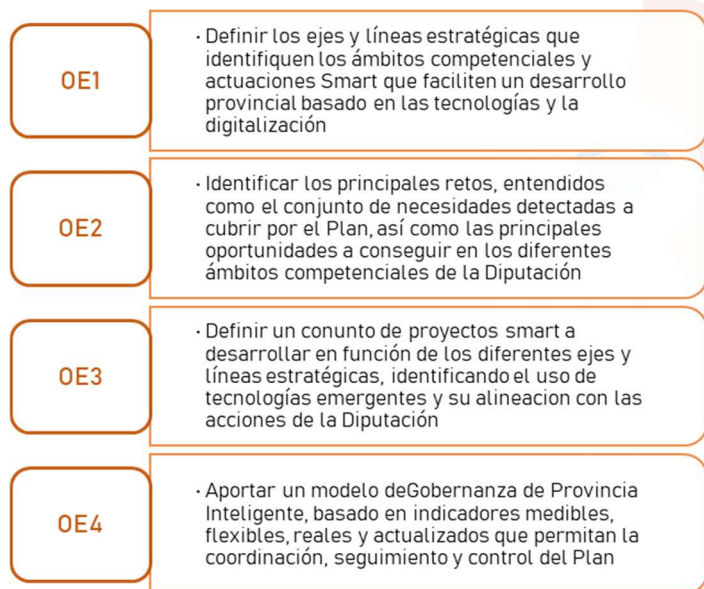 OE1
· Definir los ejes y líneas estratégicas que
identifiquen los ámbitos competenciales y
actuaciones Smart que faciliten un desarrollo
provincial basado en las tecnologías y la
digitalización
OE2
· Identificar los principales retos, entendidos
como el conjunto de necesidades detectadas a
cubrir por el Plan, así como las principales
oportunidades a conseguir en los diferentes
ámbitos competenciales de la Diputación
OE3
· Definir un conunto de proyectos smart a
desarrollar en función de los diferentes ejes y
líneas estratégicas, identificando el uso de
tecnologías emergentes y su alineacion con las
acciones de la Diputación
OE4
· Aportar un modelo deGobernanza de Provincia
Inteligente, basado en indicadores medibles,
flexibles, reales y actualizados que permitan la
coordinación, seguimiento y control del Plan